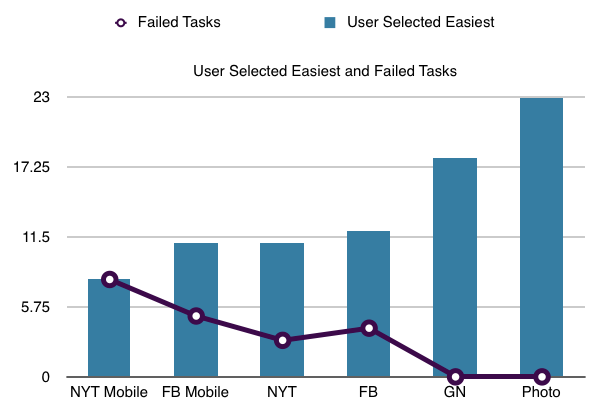 Failed Tasks
User Selected Easiest
User Selected Easiest and Failed Tasks
23
17.25
11.5
5.75
0
NYT Mobile
FB Mobile
NYT
FB
GN
Photo